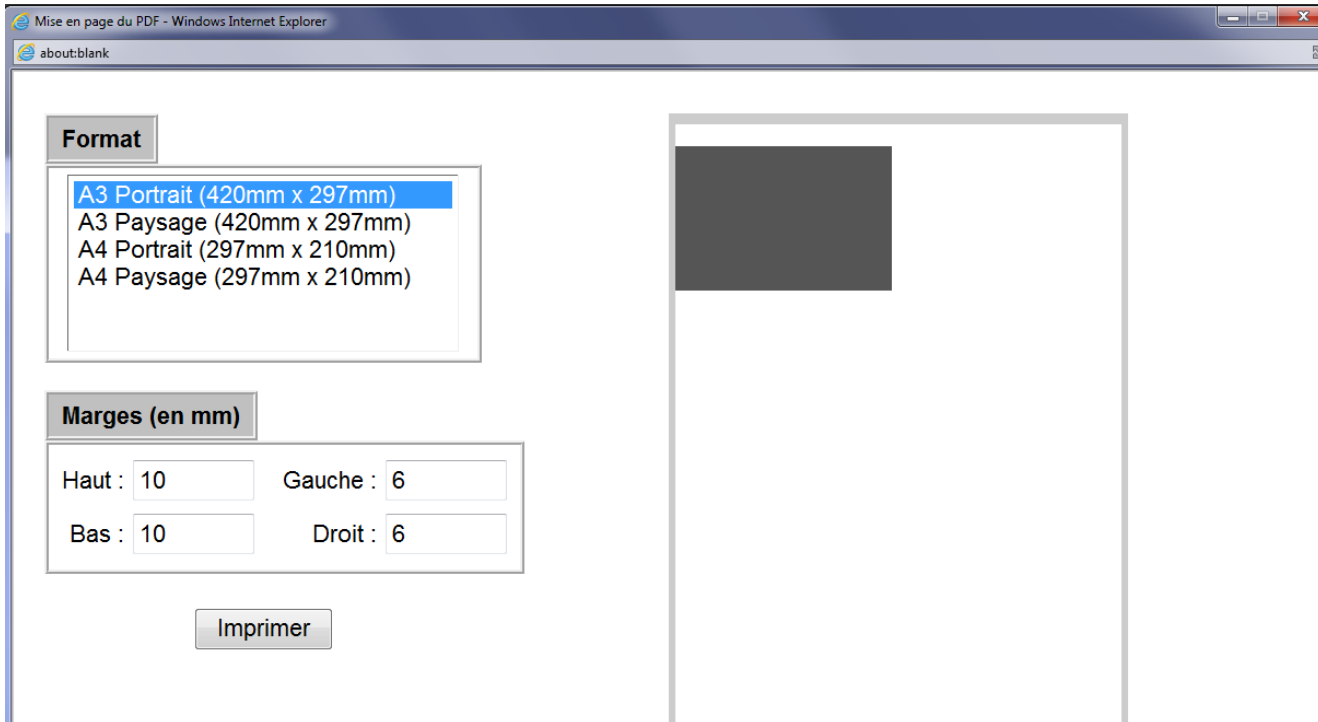 Mise en page du PDF - Windows Internet Explorer
about:blank
Format
A3 Portrait (420mm x 297mm)
A3 Paysage (420mm x 297mm)
A4 Portrait (297mm x 210mm)
A4 Paysage (297mm x 210mm)
Marges (en mm)
Haut : 10 Gauche : 6
Bas : 10 Droit : 6
Imprimer